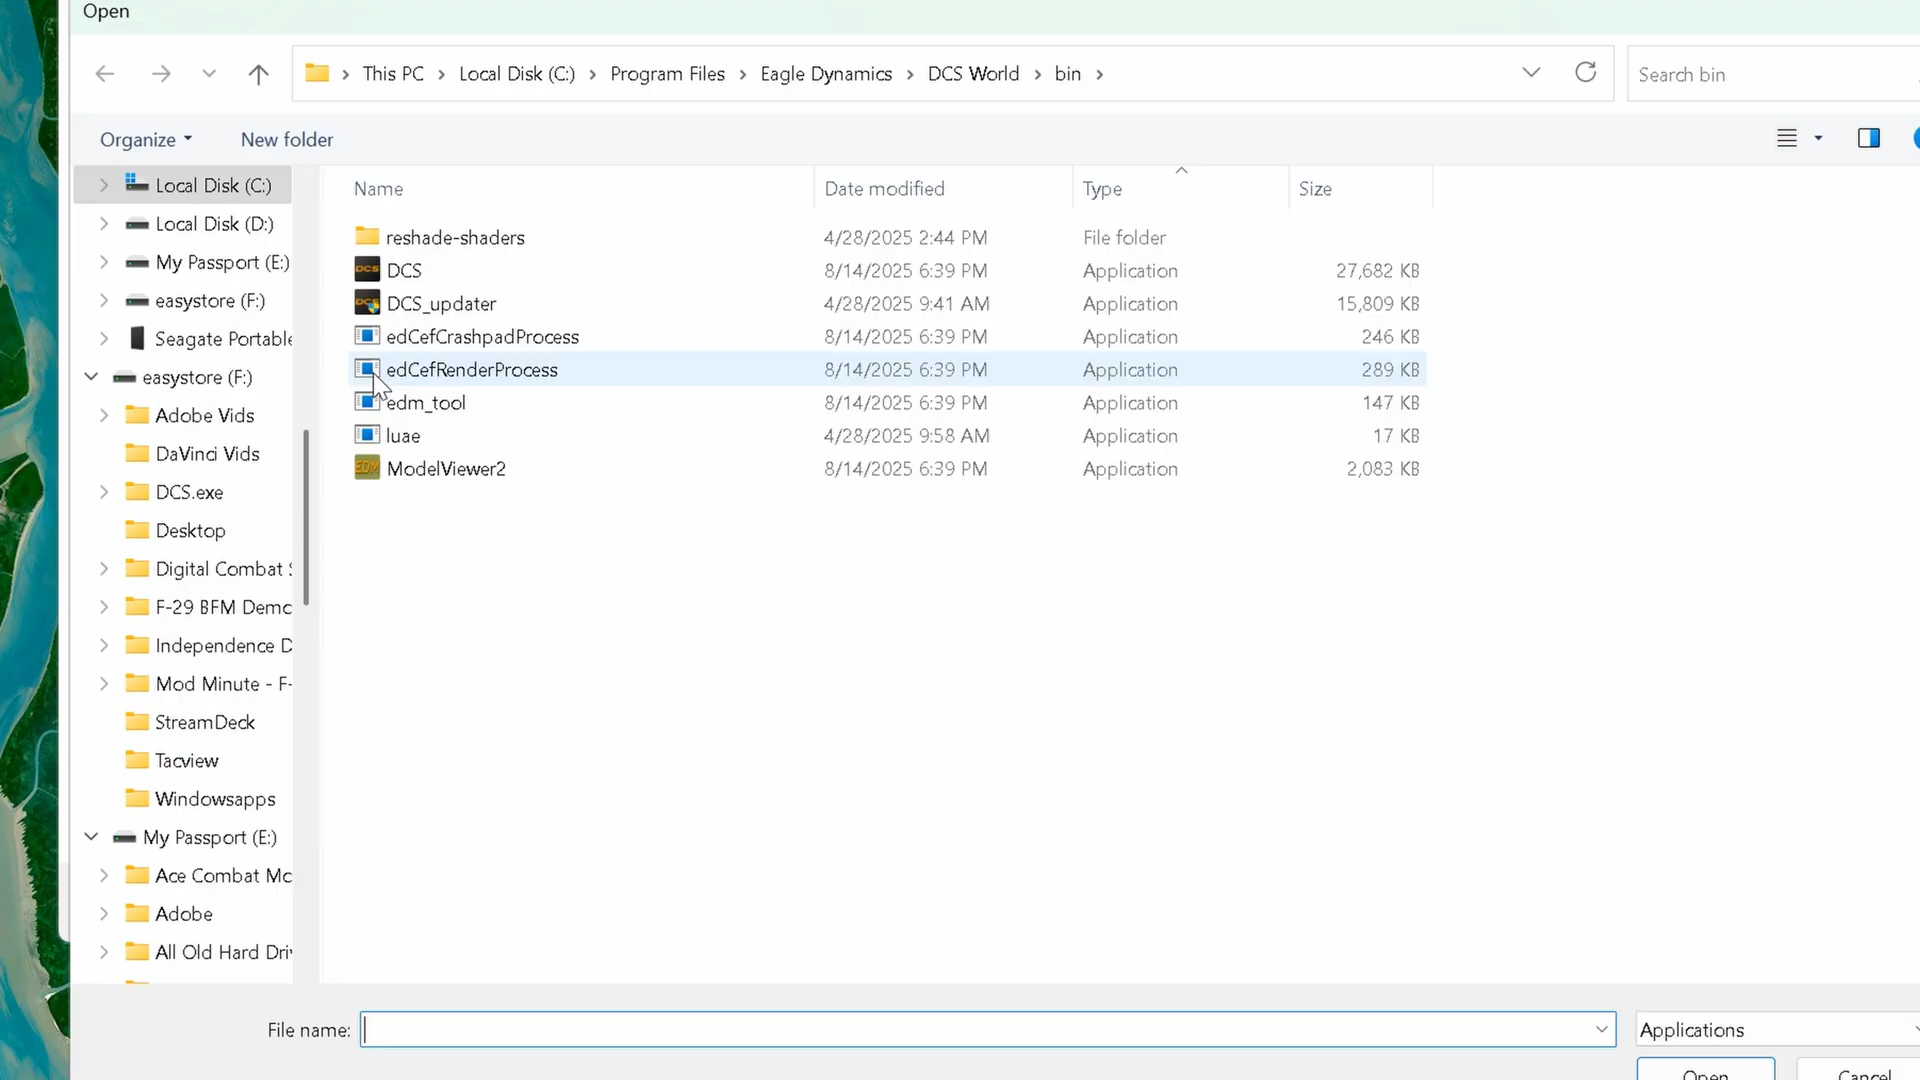 Open
This PC > Local Disk (C:) > Program Files > Eagle Dynamics > DCS World > bin >
Search bin
Organize
New folder
Local Disk (C:)
Local Disk (D:)
My Passport (E:)
easystore (F:)
Seagate Portable
easystore (F:)
Adobe Vids
DaVinci Vids
DCS.exe
Desktop
Digital Combat S
F-29 BFM Demo
Independence D
Mod Minute - F-
StreamDeck
Tacview
Windowsapps
My Passport (E:)
Ace Combat Mo
Adobe
All Old Hard Driv
Name Date modified Type Size
reshade-shaders 4/28/2025 2:44 PM File folder
DCS 8/14/2025 6:39 PM Application 27,682 KB
DCS_updater 4/28/2025 9:41 AM Application 15,809 KB
edCefCrashpadProcess 8/14/2025 6:39 PM Application 246 KB
edCefRenderProcess 8/14/2025 6:39 PM Application 289 KB
edm_tool 8/14/2025 6:39 PM Application 147 KB
luae 4/28/2025 9:58 AM Application 17 KB
ModelViewer2 8/14/2025 6:39 PM Application 2,083 KB
File name:
Applications
Open
Cancel